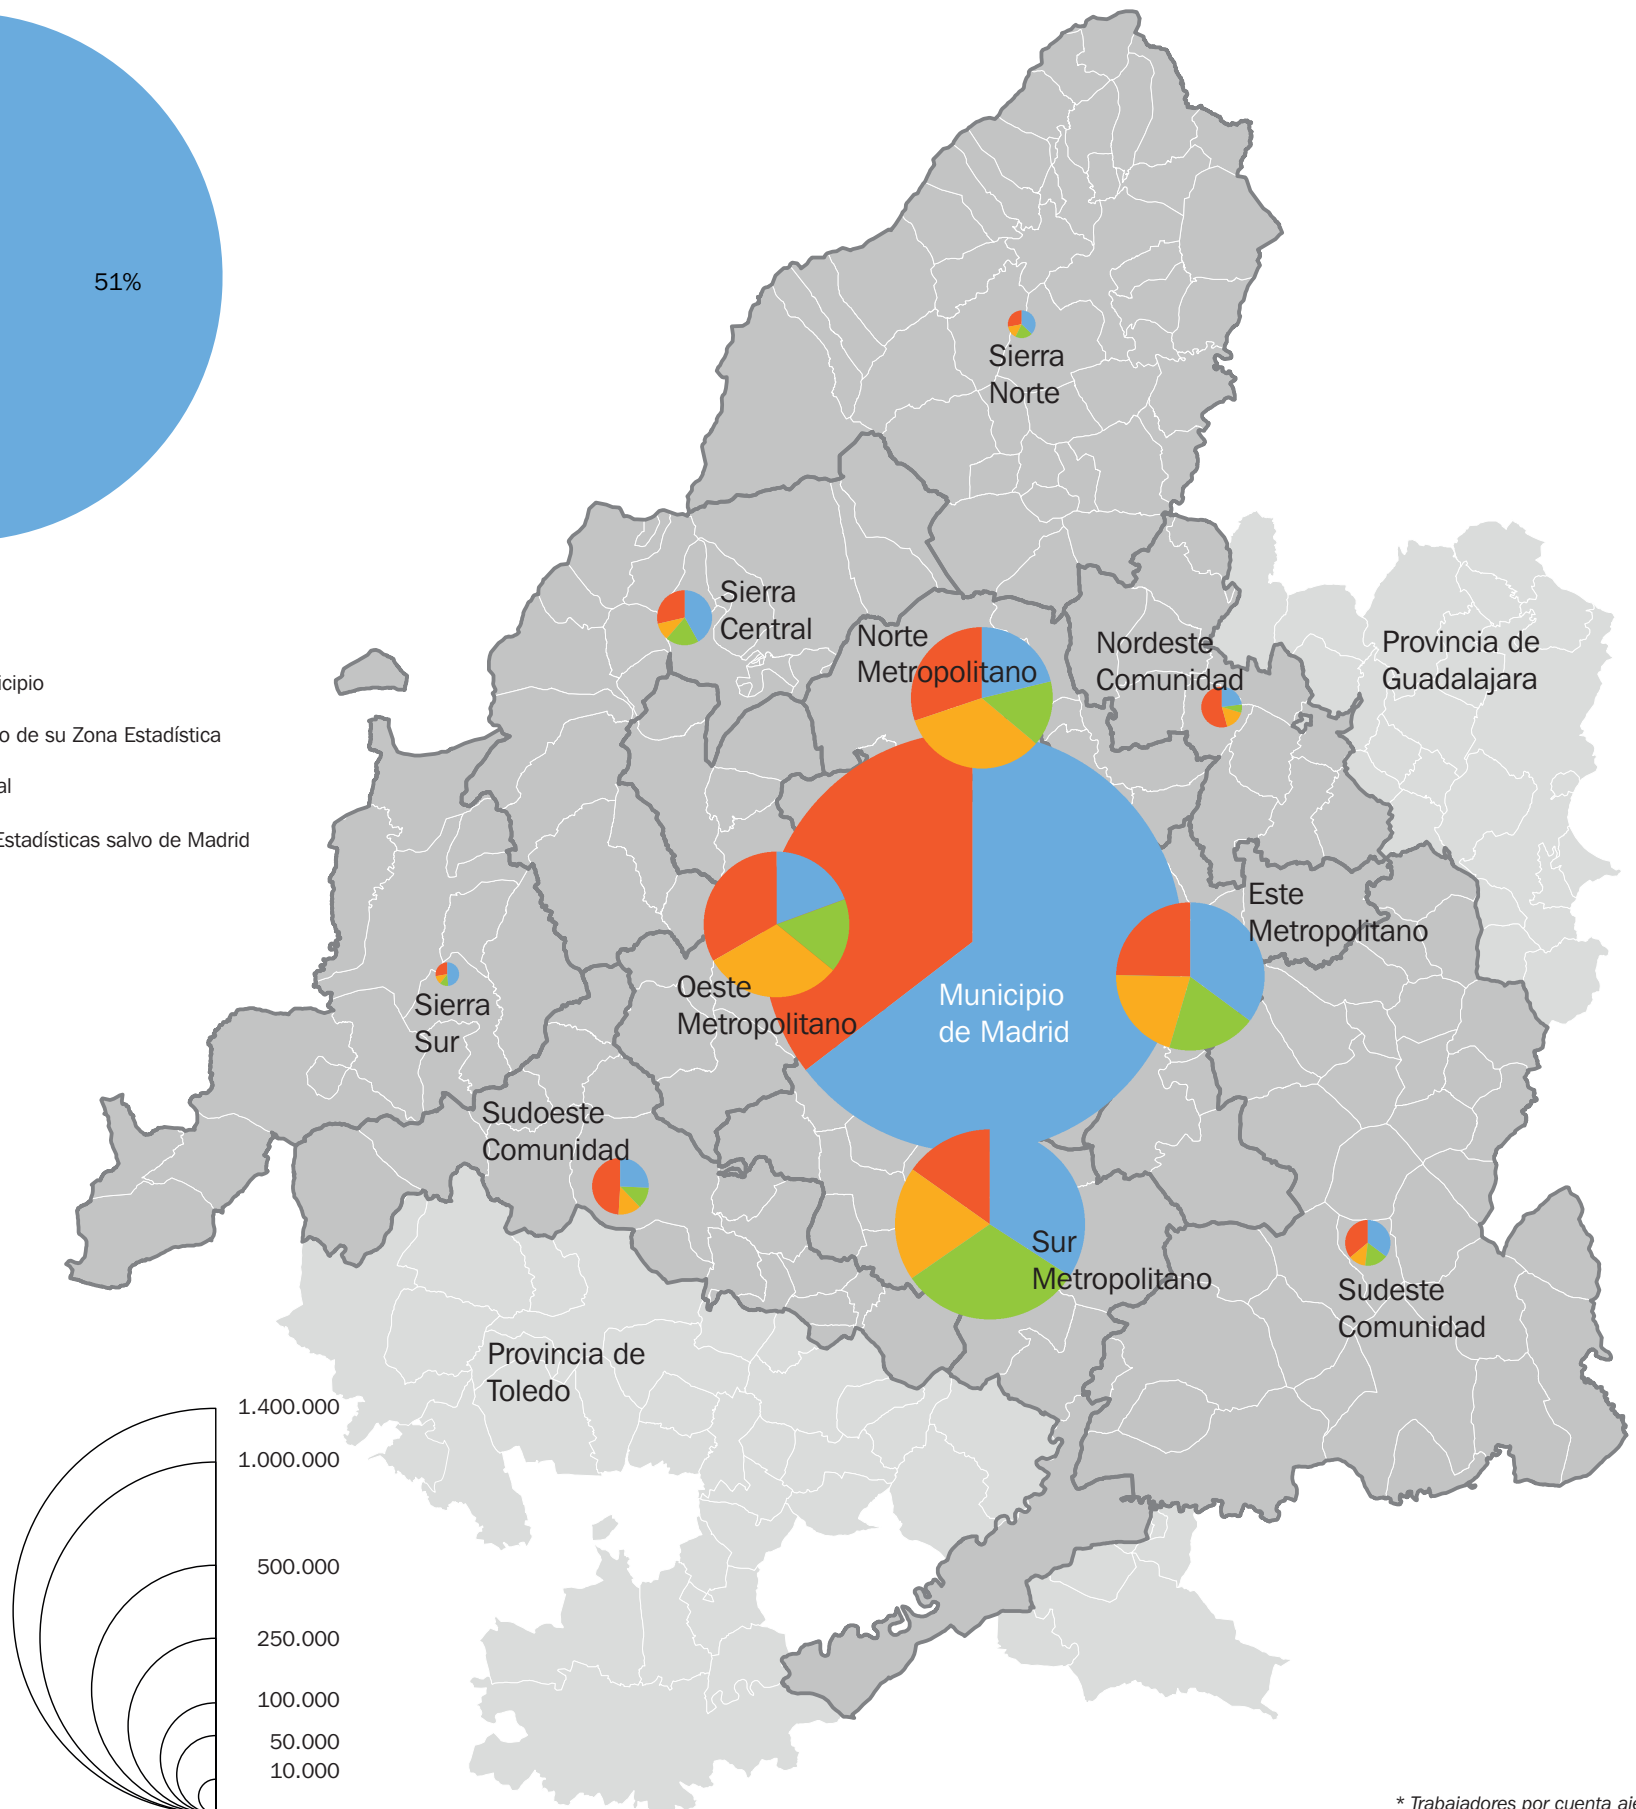 51%
Sierra
Norte
Sierra
Central
Norte
Metropolitano
Nordeste
Comunidad
Provincia de
Guadalajara
icipio
o de su Zona Estadística
al
Estadísticas salvo de Madrid
Este
Metropolitano
Oeste
Metropolitano
Municipio
de Madrid
Sierra
Sur
Sudoeste
Comunidad
Sur
Metropolitano
Sudeste
Comunidad
Provincia de
Toledo
1.400.000
1.000.000
500.000
250.000
100.000
50.000
10.000
* Trabajadores por cuenta aje